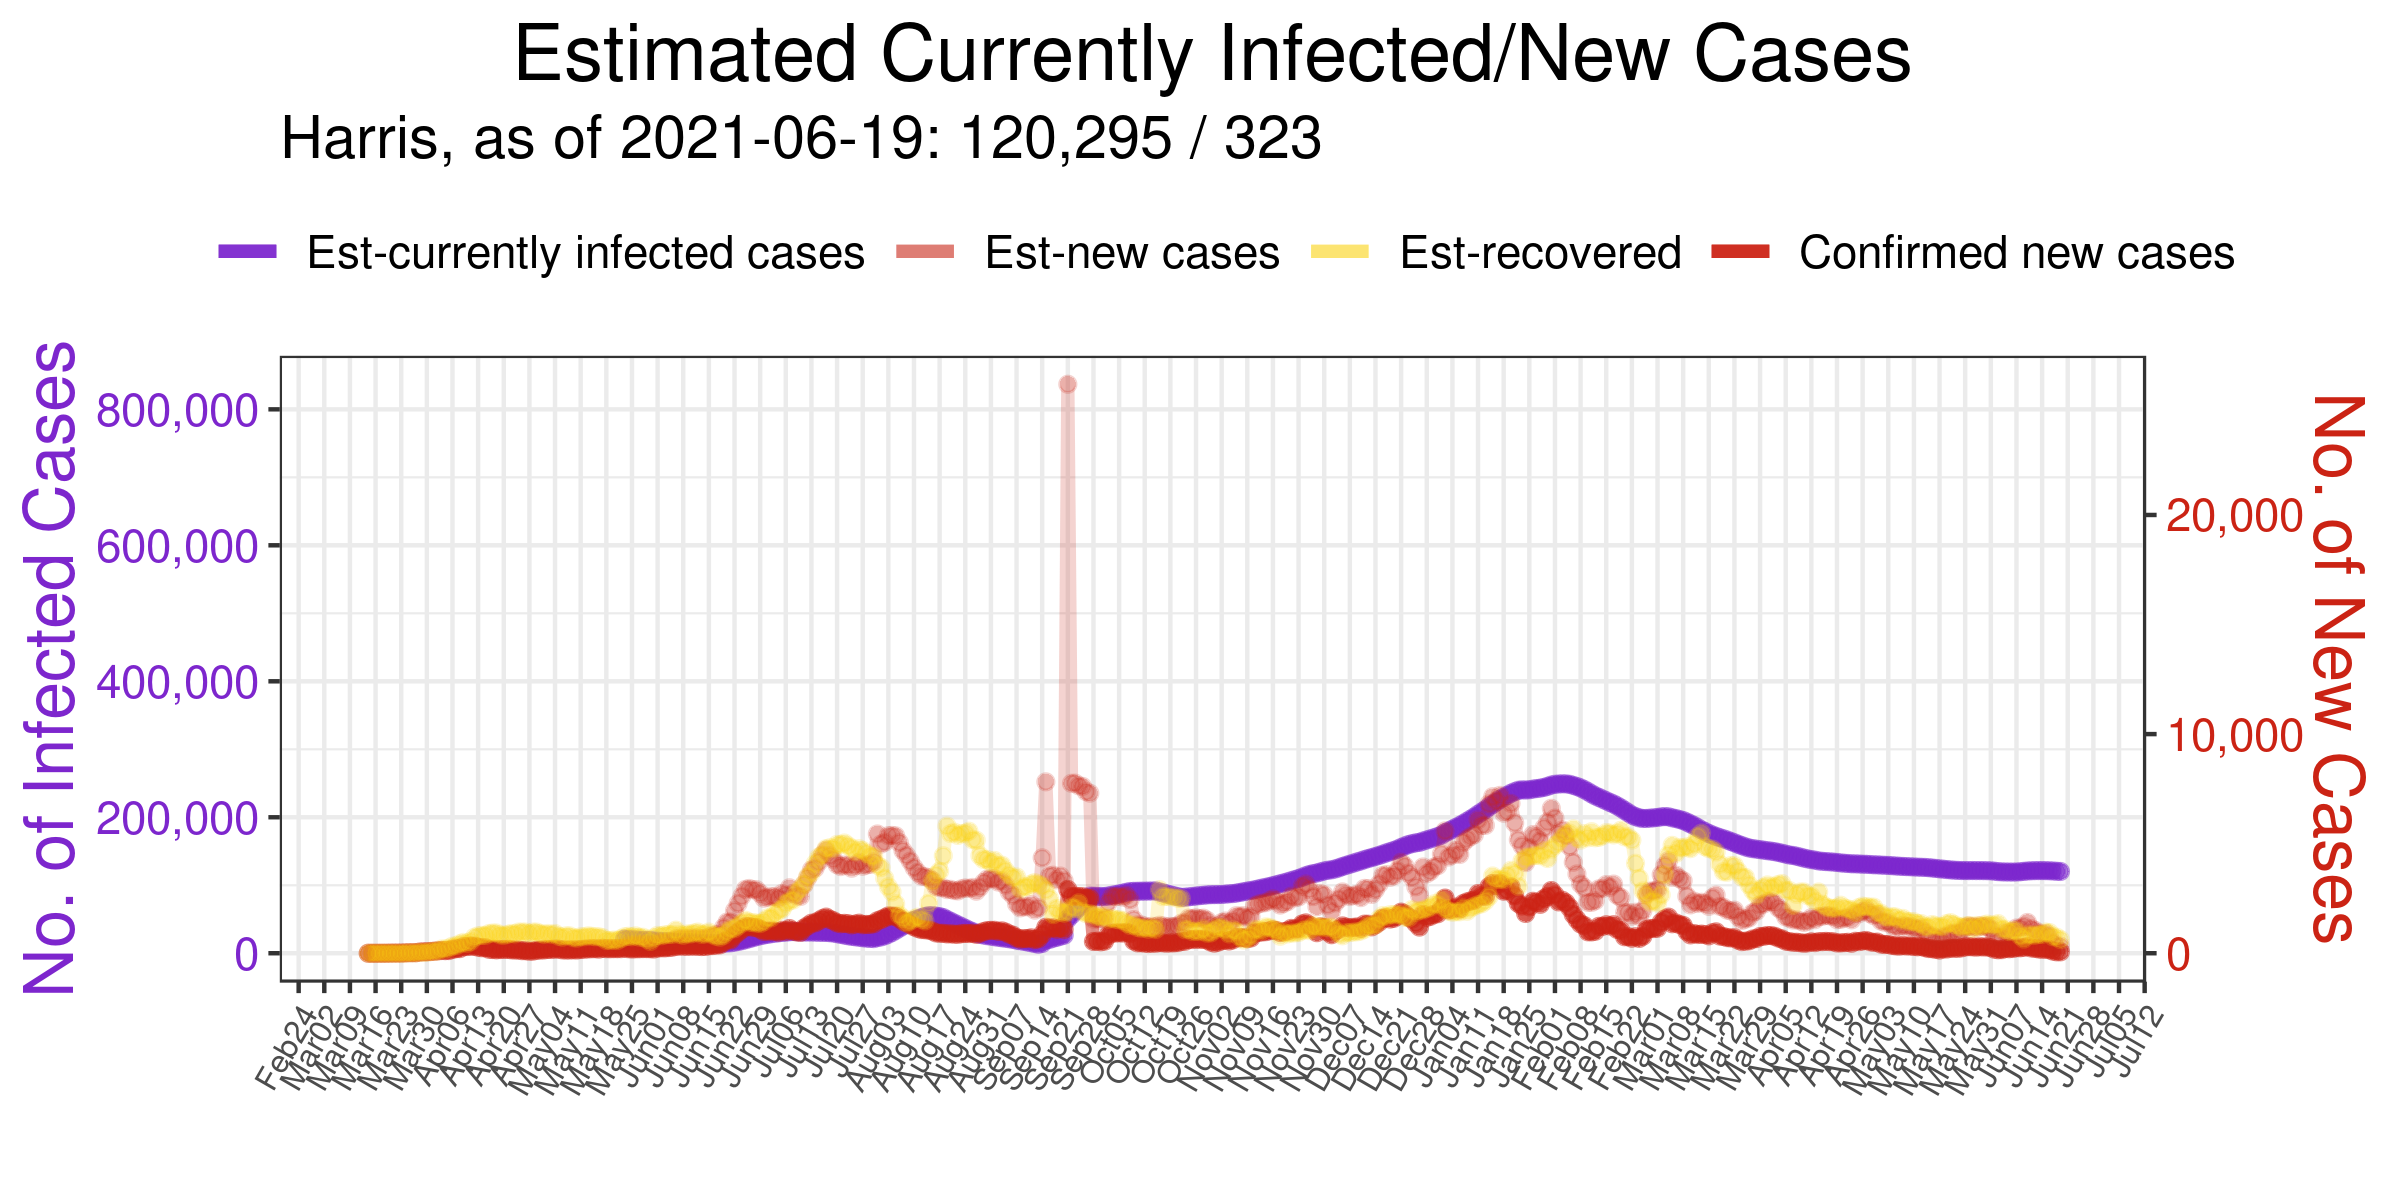 Estimated Currently Infected/New Cases
Harris, as of 2021-06-19: 120,295 / 323
Est-currently infected cases
Est-new cases
Est-recovered
Confirmed new cases
No. of Infected Cases
800,000
600,000
400,000
200,000
0
20,000
10,000
0
No. of New Cases
Feb24
Mar02
Mar09
Mar16
Mar23
Mar30
Apr06
Apr13
Apr20
Apr27
May04
May11
May18
May25
Jun01
Jun08
Jun15
Jun22
Jun29
Jul06
Jul13
Jul20
Jul27
Aug03
Aug10
Aug17
Aug24
Aug31
Sep07
Sep14
Sep21
Sep28
Oct05
Oct12
Oct19
Oct26
Nov02
Nov09
Nov16
Nov23
Nov30
Dec07
Dec14
Dec21
Dec28
Jan04
Jan11
Jan18
Jan25
Feb01
Feb08
Feb15
Feb22
Mar01
Mar08
Mar15
Mar22
Mar29
Apr05
Apr12
Apr19
Apr26
May03
May10
May17
May24
May31
Jun07
Jun14
Jun21
Jun28
Jul05
Jul12